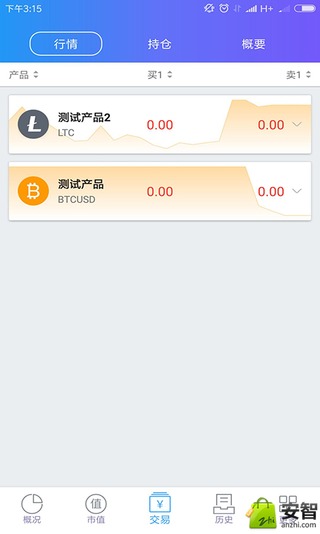 下午3:15 H+
行情 持仓 概要
产品 买1 卖1
测试产品2 0.00 0.00
LTC
测试产品 0.00 0.00
BTCUSD
值 ¥
概况 市值 交易 历史
安智
zhi anzhi.com